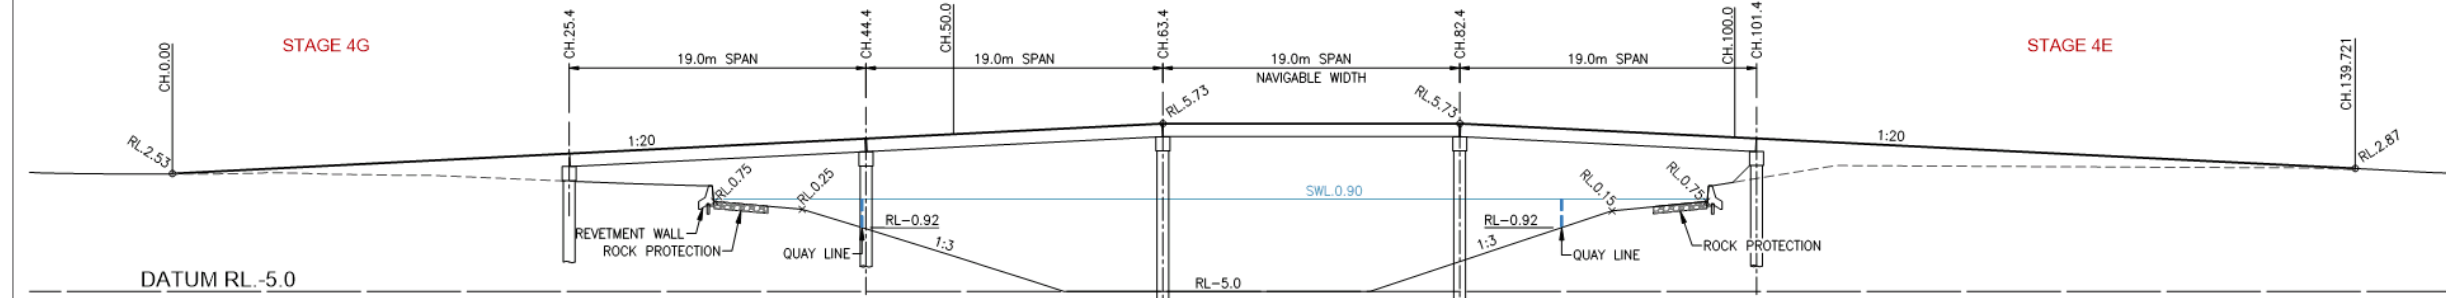 STAGE 4G
STAGE 4E
CH.0.00
CH.25.4
CH.44.4
CH.50.0
CH.63.4
CH.82.4
CH.100.0
CH.101.4
CH.139.721
19.0m SPAN
19.0m SPAN
19.0m SPAN
19.0m SPAN
NAVIGABLE WIDTH
RL.2.53
1:20
RL.5.73
RL.5.73
1:20
RL.2.87
RL.0.75
RL.0.25
SWL.0.90
RL.0.15
RL.0.75
RL-0.92
RL-0.92
REVETMENT WALL
ROCK PROTECTION
QUAY LINE
1:3
1:3
QUAY LINE
ROCK PROTECTION
DATUM RL.-5.0
RL-5.0